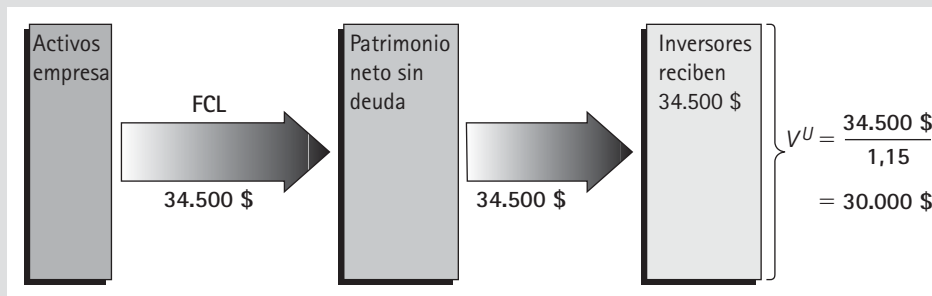 Activos
empresa
FCL
34.500 $
Patrimonio
neto sin
deuda
34.500 $
Inversores
reciben
34.500 $
V^U = 34.500 $ / 1,15
= 30.000 $